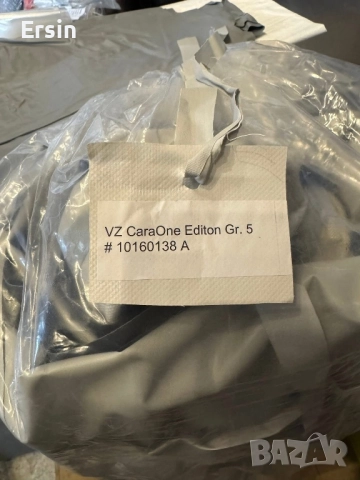 Ersin
VZ CaraOne Editon Gr. 5
# 10160138 A
BAZAR